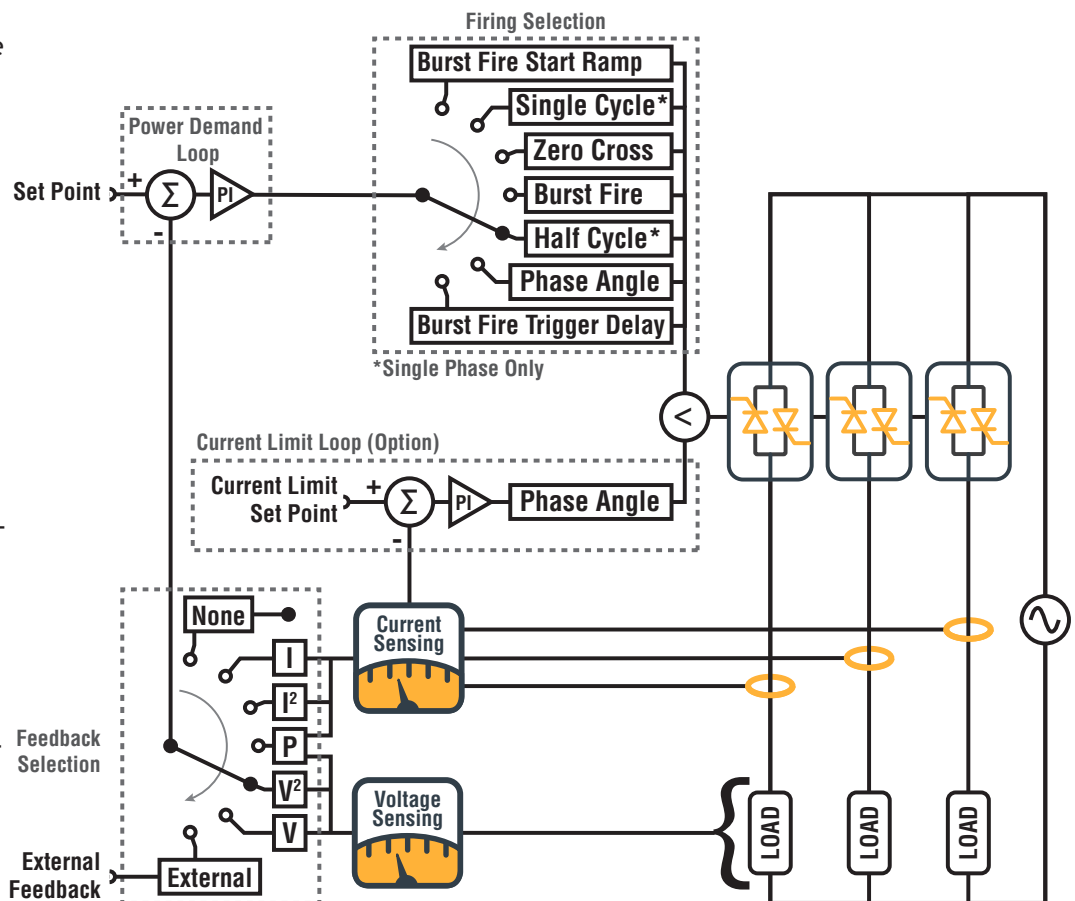 e
Firing Selection
Burst Fire Start Ramp
Single Cycle*
Zero Cross
Burst Fire
Half Cycle*
Phase Angle
Burst Fire Trigger Delay
*Single Phase Only
Power Demand
Loop
Set Point
+
Σ
PI
-
<
Current Limit Loop (Option)
Current Limit
Set Point
+
Σ
PI
Phase Angle
-
-
None
I
I²
P
V²
V
External
Feedback
Selection
External
Feedback
Current
Sensing
Voltage
Sensing
LOAD
LOAD
LOAD